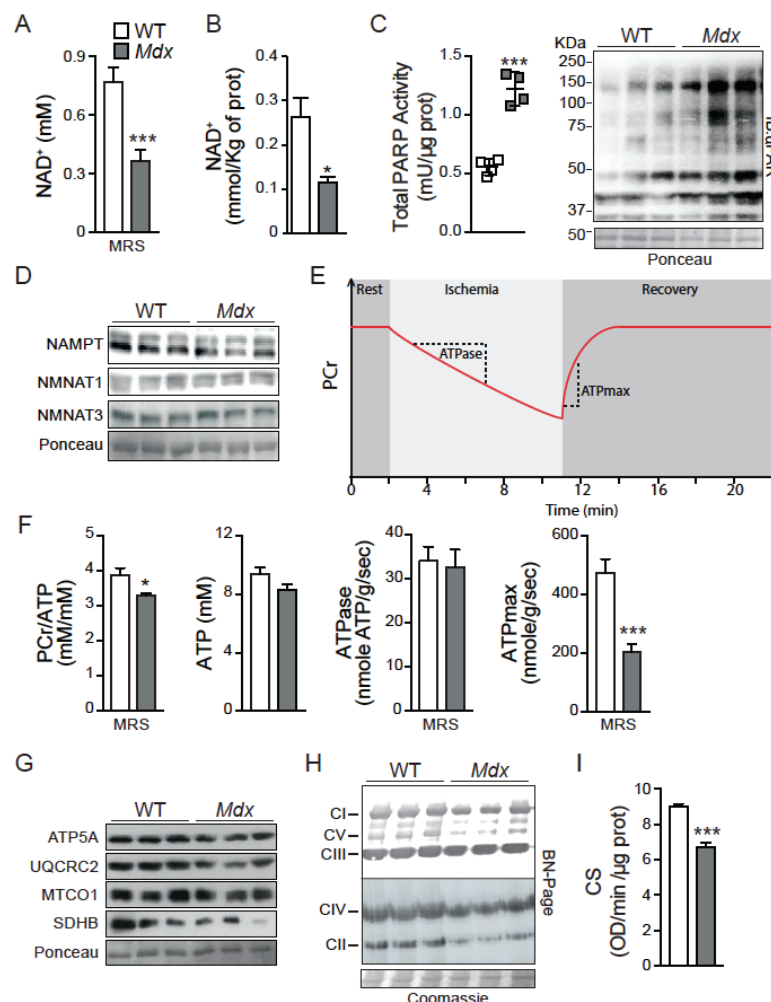 A
WT
Mdx
NAD⁺ (mM)
0.9
0.6
0.3
0
***
MRS
B
NAD⁺
(mmol/Kg of prot)
0.4
0.3
0.2
0.1
0
*
C
Total PARP Activity
(mU/µg prot)
1.5
1.0
0.5
0.0
***
KDa
WT
Mdx
150
100
75
50
37
50
Ponceau
D
WT
Mdx
NAMPT
NMNAT1
NMNAT3
Ponceau
E
Rest
Ischemia
Recovery
PCr
ATPase
ATPmax
0
4
8
12
16
20
Time (min)
F
PCr/ATP
(mM/mM)
5
4
3
2
1
0
*
MRS
ATP (mM)
12
8
4
0
ATPase
(nmole ATP/g/sec)
40
30
20
10
0
MRS
ATPmax
(nmole/g/sec)
600
400
200
0
***
MRS
G
WT
Mdx
ATP5A
UQCRC2
MTCO1
SDHB
Ponceau
H
WT
Mdx
CI
CV
CIII
CIV
CII
BN-Page
Coomassie
I
CS
(OD/min /µg prot)
10
8
6
4
2
0
***